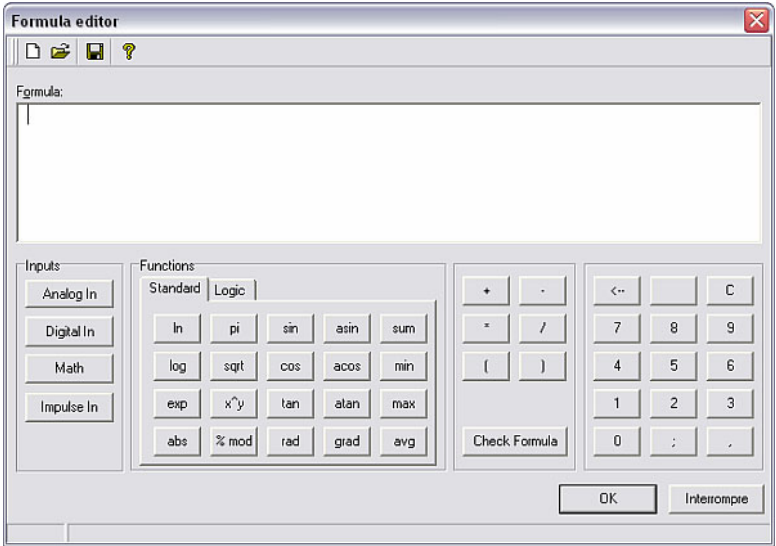 Formula editor
Formula:
Inputs
Analog In
Digital In
Math
Impulse In
Functions
Standard Logic
ln pi sin asin sum
log sqrt cos acos min
exp x^y tan atan max
abs % mod rad grad avg
+ -
* /
( )
Check Formula
<-- C
7 8 9
4 5 6
1 2 3
0 ; ,
OK Interrompre